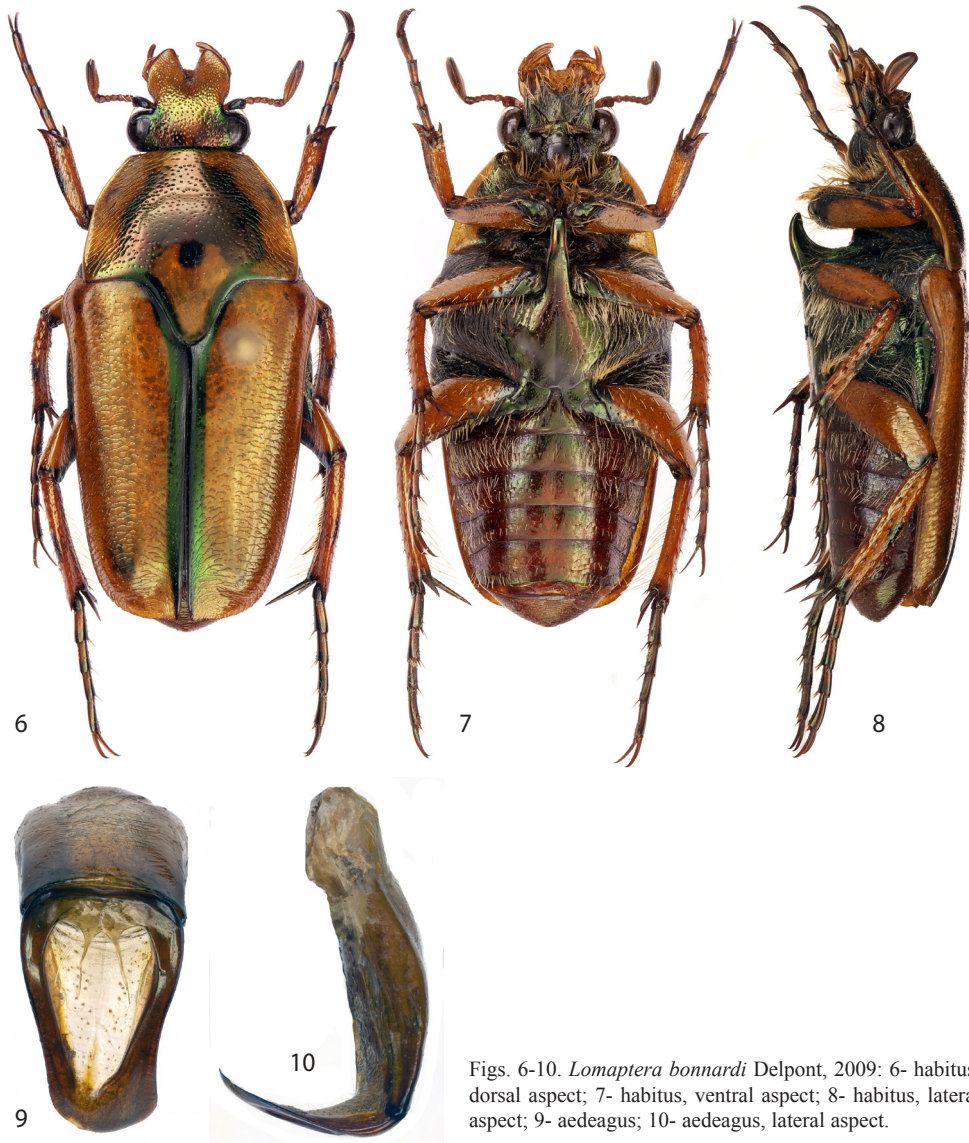 6
7
8
9
10
Figs. 6-10. Lomaptera bonnardi Delpont, 2009: 6- habitus
dorsal aspect; 7- habitus, ventral aspect; 8- habitus, latera
aspect; 9- aedeagus; 10- aedeagus, lateral aspect.